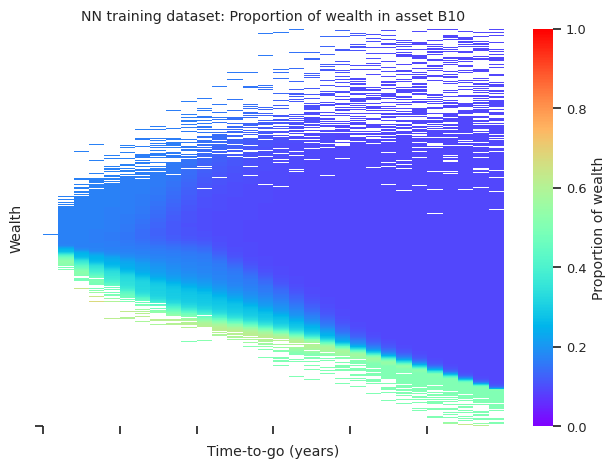 NN training dataset: Proportion of wealth in asset B10
Wealth
Time-to-go (years)
1.0
0.8
0.6
0.4
0.2
0.0
Proportion of wealth